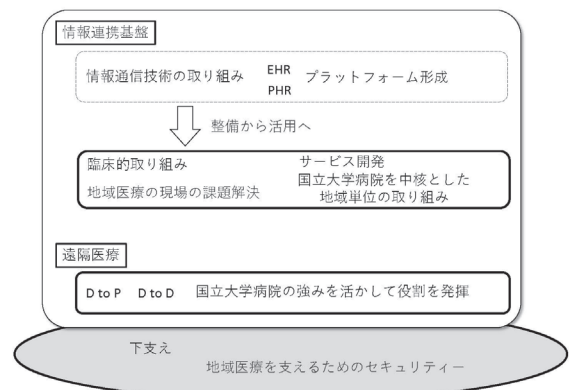 情報連携基盤
情報通信技術の取り組み EHR PHR プラットフォーム形成
整備から活用へ
臨床的取り組み サービス開発
地域医療の現場の課題解決 国立大学病院を中核とした
地域単位の取り組み
遠隔医療
D to P D to D 国立大学病院の強みを活かして役割を発揮
下支え
地域医療を支えるためのセキュリティー